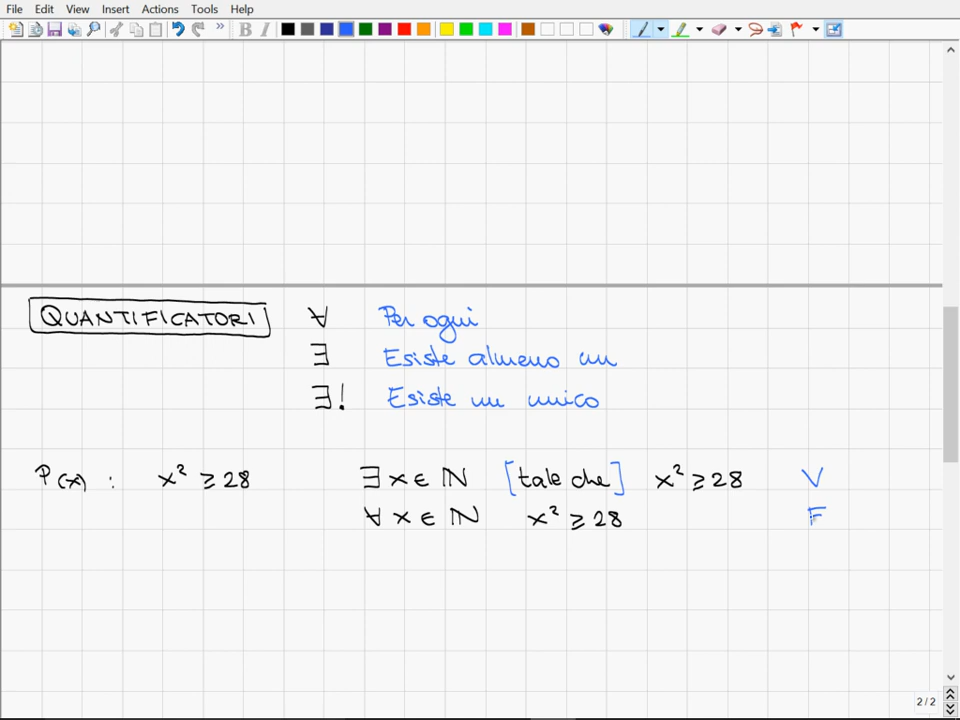 File Edit View Insert Actions Tools Help
» B I
QUANTIFICATORI ∀ Per ogni
∃ Esiste almeno un
∃! Esiste un unico
P(x) : x² ≥ 28 ∃ x ∈ ℕ [tale che] x² ≥ 28 V
∀ x ∈ ℕ x² ≥ 28 F
2 / 2